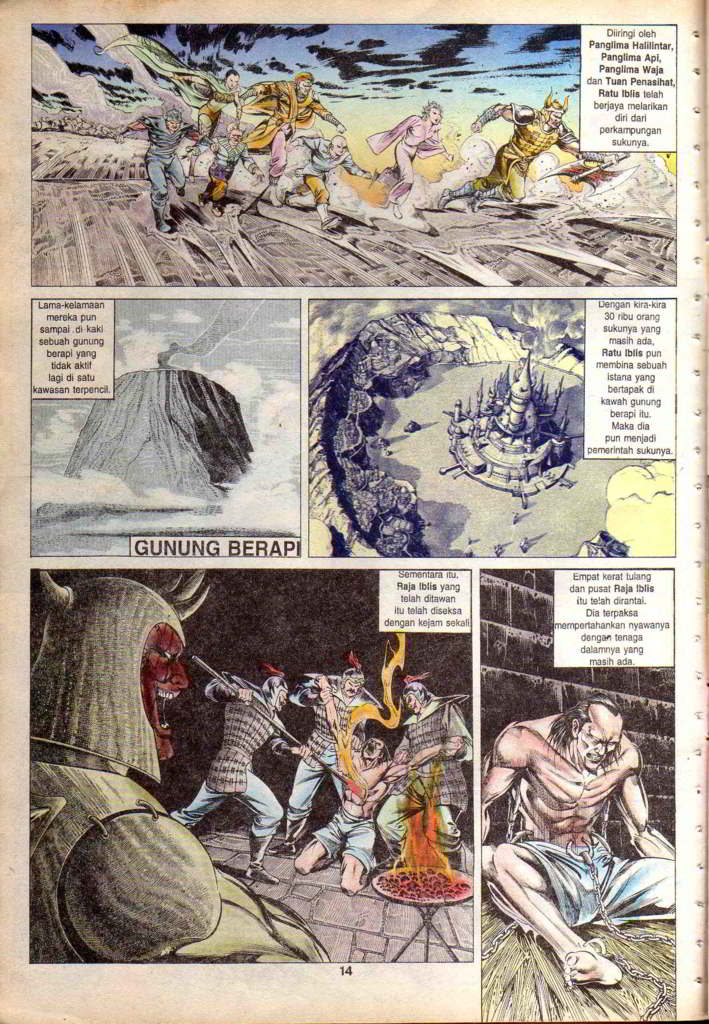 Diiringi oleh
Panglima Halilintar,
Panglima Api,
Panglima Waja
dan Tuan Penasihat,
Ratu Iblis telah
berjaya melarikan
diri dari
perkampungan
sukunya.
Lama-kelamaan
mereka pun
sampai di kaki
sebuah gunung
berapi yang
tidak aktif
lagi di satu
kawasan terpencil.
GUNUNG BERAPI
Dengan kira-kira
30 ribu orang
sukunya yang
masih ada,
Ratu Iblis pun
membina sebuah
istana yang
bertapak di
kawah gunung
berapi itu.
Maka dia
pun menjadi
pemerintah sukunya.
Sementara itu,
Raja Iblis yang
telah ditawan
itu telah diseksa
dengan kejam sekali
Empat kerat tulang
dan pusat Raja Iblis
itu telah dirantai.
Dia terpaksa
mempertahankan nyawanya
dengan tenaga
dalamnya yang
masih ada.
14